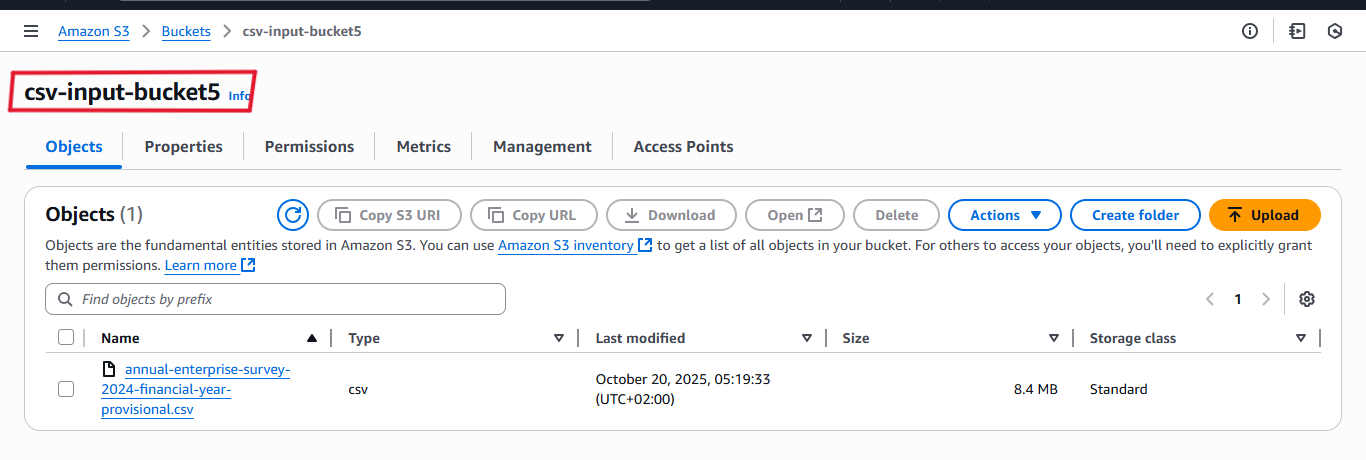 Amazon S3 > Buckets > csv-input-bucket5
csv-input-bucket5 Info
Objects Properties Permissions Metrics Management Access Points
Objects (1) Copy S3 URI Copy URL Download Open Delete Actions Create folder Upload
Objects are the fundamental entities stored in Amazon S3. You can use Amazon S3 inventory to get a list of all objects in your bucket. For others to access your objects, you'll need to explicitly grant
them permissions. Learn more
Find objects by prefix 1
Name Type Last modified Size Storage class
annual-enterprise-survey-
2024-financial-year-
provisional.csv
csv
October 20, 2025, 05:19:33
(UTC+02:00)
8.4 MB
Standard